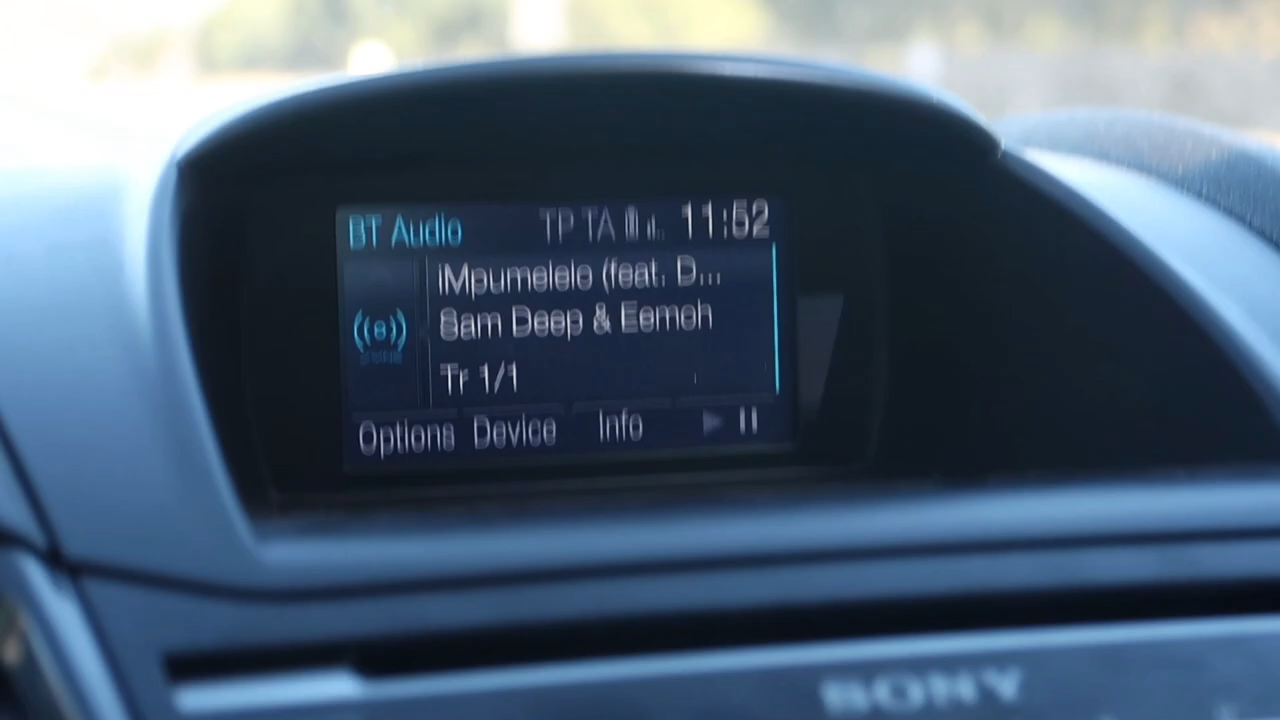 BT Audio TP TA 11:52
iMpumelelo (feat. D...
Sam Deep & Eemoh
Tr 1/1
Options Device Info
SONY